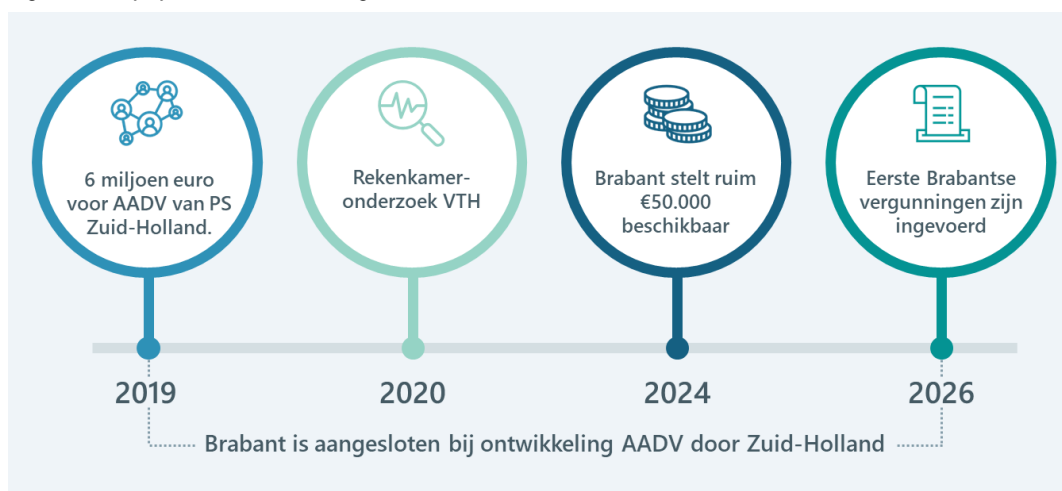 6 miljoen euro
voor AADV van PS
Zuid-Holland.
Rekenkamer-
onderzoek VTH
Brabant stelt ruim
€50.000
beschikbaar
Eerste Brabantse
vergunningen zijn
ingevoerd
2019
2020
2024
2026
Brabant is aangesloten bij ontwikkeling AADV door Zuid-Holland